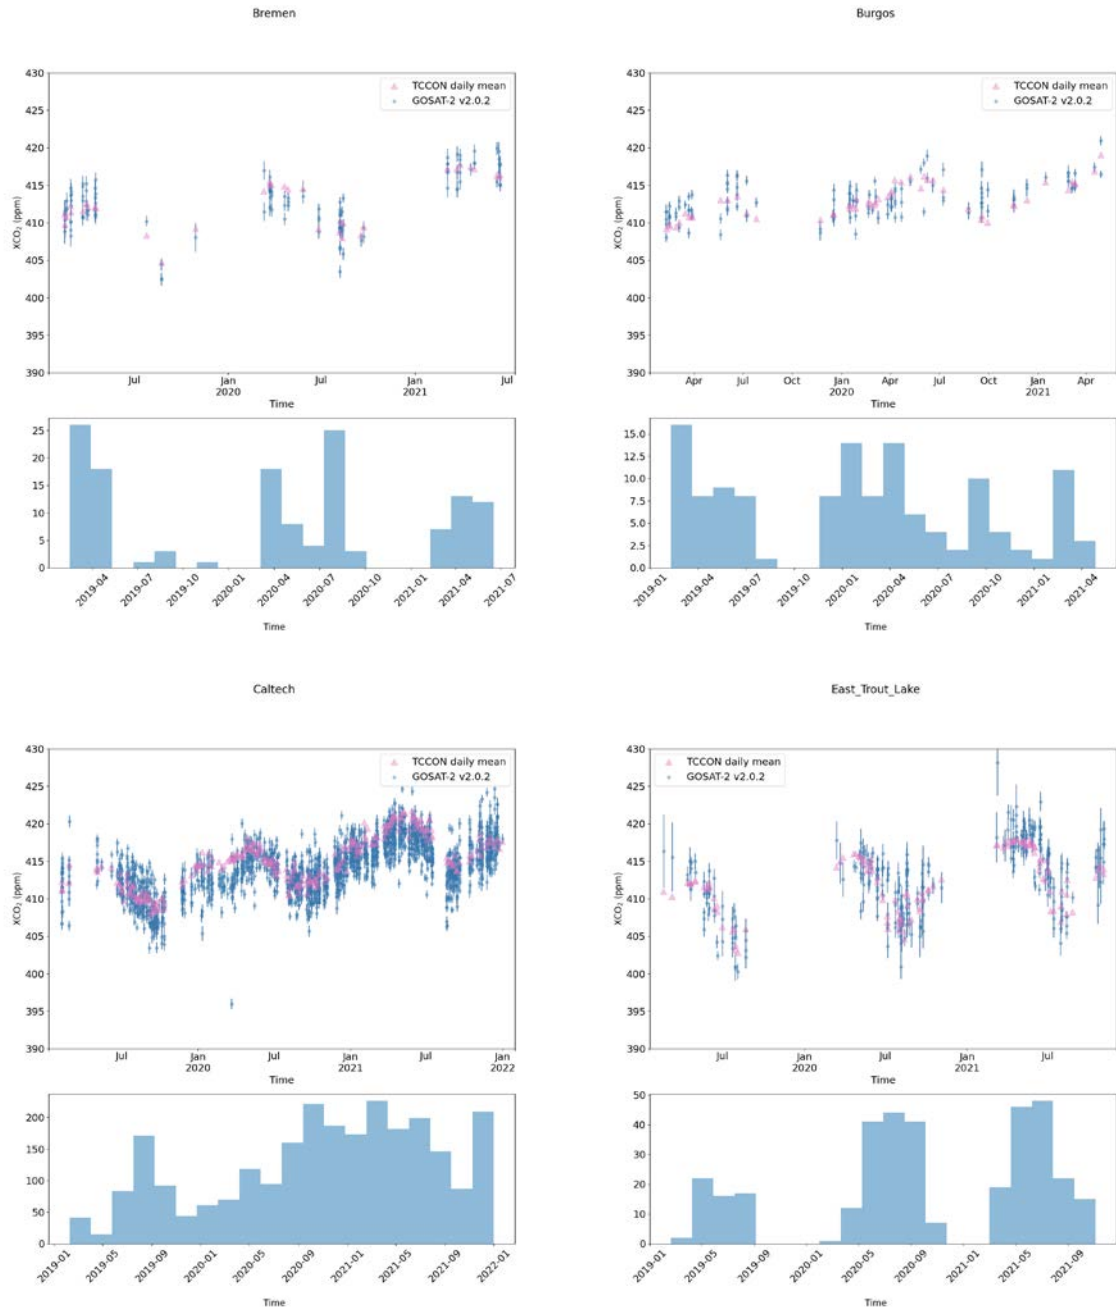 Bremen
430
425
420
415
410
405
400
395
390
XCO₂ (ppm)
TCCON daily mean
GOSAT-2 v2.0.2
Jul Jan Jul Jan Jul
2020 2021
Time
25
20
15
10
5
0
2019-04 2019-07 2019-10 2020-01 2020-04 2020-07 2020-10 2021-01 2021-04 2021-07
Time
Burgos
430
425
420
415
410
405
400
395
390
XCO₂ (ppm)
TCCON daily mean
GOSAT-2 v2.0.2
Apr Jul Oct Jan Apr Jul Oct Jan Apr
2020 2021
Time
15.0
12.5
10.0
7.5
5.0
2.5
0.0
2019-01 2019-04 2019-07 2019-10 2020-01 2020-04 2020-07 2020-10 2021-01 2021-04
Time
Caltech
430
425
420
415
410
405
400
395
390
XCO₂ (ppm)
TCCON daily mean
GOSAT-2 v2.0.2
Jul Jan Jul Jan Jul Jan
2020 2021 2022
Time
200
150
100
50
0
2019-01 2019-05 2019-09 2020-01 2020-05 2020-09 2021-01 2021-05 2021-09 2022-01
Time
East_Trout_Lake
430
425
420
415
410
405
400
395
390
XCO₂ (ppm)
TCCON daily mean
GOSAT-2 v2.0.2
Jul Jan Jul Jan Jul
2020 2021
Time
50
40
30
20
10
0
2019-01 2019-05 2019-09 2020-01 2020-05 2020-09 2021-01 2021-05 2021-09
Time